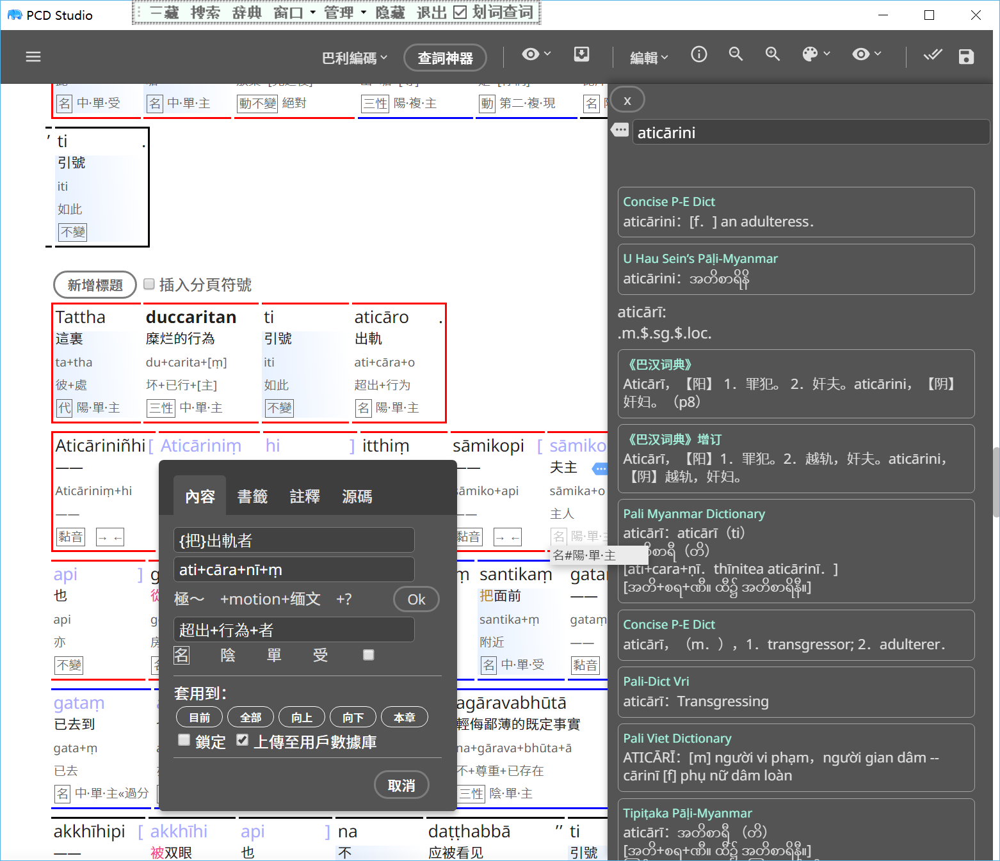 PCD Studio
三藏 搜索 辞典 窗口 管理 隐藏 退出 划词查词
巴利編碼 查詞神器 編輯
名 中·單·受 名 中·單·主 動不變 絕對 三性 陽·複·主 動 第二·複·現 名
x
aticārini
’ ti .
引號
iti
如此
不變
新增標題 插入分頁符號
Tattha duccaritan ti aticāro .
這裏 糜烂的行為 引號 出軌
ta+tha du+carita+[ṃ] iti ati+cāra+o
彼+處 坏+已行+[主] 如此 超出+行为
代 陽·單·主 三性 中·單·主 不變 名 陽·單·主
Aticāriniñhi [ Aticāriniṃ hi ] itthiṃ sāmikopi [ sāmiko
—— —— 夫主
Aticāriniṃ+hi sāmiko+api sāmika+o
—— —— 主人
黏音 → ← 黏音 → ← 名 陽·單·主
名#陽·單·主
內容 書籤 註釋 源碼
{把}出軌者
ati+cāra+nī+ṃ
極～ +motion+缅文 +? Ok
超出+行為+者
名 陰 單 受
套用到：
目前 全部 向上 向下 本章
鎖定 上傳至用戶數據庫
取消
api ] santikaṃ
也 把面前 ——
api santika+ṃ gataṃ
亦 附近 ——
不變 名 中·單·受 黏音
gataṃ agāravabhūtā
已去到 輕侮鄙薄的既定事實
gata+ṃ na+gārava+bhūta+ā
已去 不+尊重+已存在
名 中·單·主«過分 三性 陰·單·主
akkhīhipi [ akkhīhi api ] na daṭṭhabbā ’’ ti
—— 被双眼 也 不 应被看见 引號
Concise P-E Dict
aticārini：[f．] an adulteress．
U Hau Sein’s Pāḷi-Myanmar
aticārini：အတိစာရိနိ
aticārī:
.m.$.sg.$.loc.
《巴汉词典》
Aticārī，【阳】 1．罪犯。 2．奸夫。aticārini，【阴】
奸妇。（p8）
《巴汉词典》增订
Aticārī，【阳】1．罪犯。2．越轨，奸夫。aticārini，
【阴】越轨，奸妇。
Pali Myanmar Dictionary
aticārī：aticārī（ti）
（တိ）
[ati+cara+ṇī．thīnitea aticārinī．]
[အတိ+စရ+ဏီ။ ထီ၌ အတိစာရိနီ။]
Concise P-E Dict
aticārī，（m．），1．transgressor; 2．adulterer．
Pali-Dict Vri
aticārī：Transgressing
Pali Viet Dictionary
ATICĀRĪ：[m] người vi phạm，người gian dâm --
cārinī [f] phụ nữ dâm loàn
Tipiṭaka Pāḷi-Myanmar
aticārī：အတိစာရီ （တိ）
[အတိ+စရ+ဏီ။ ထီ၌ အတိစာရိနီ။]